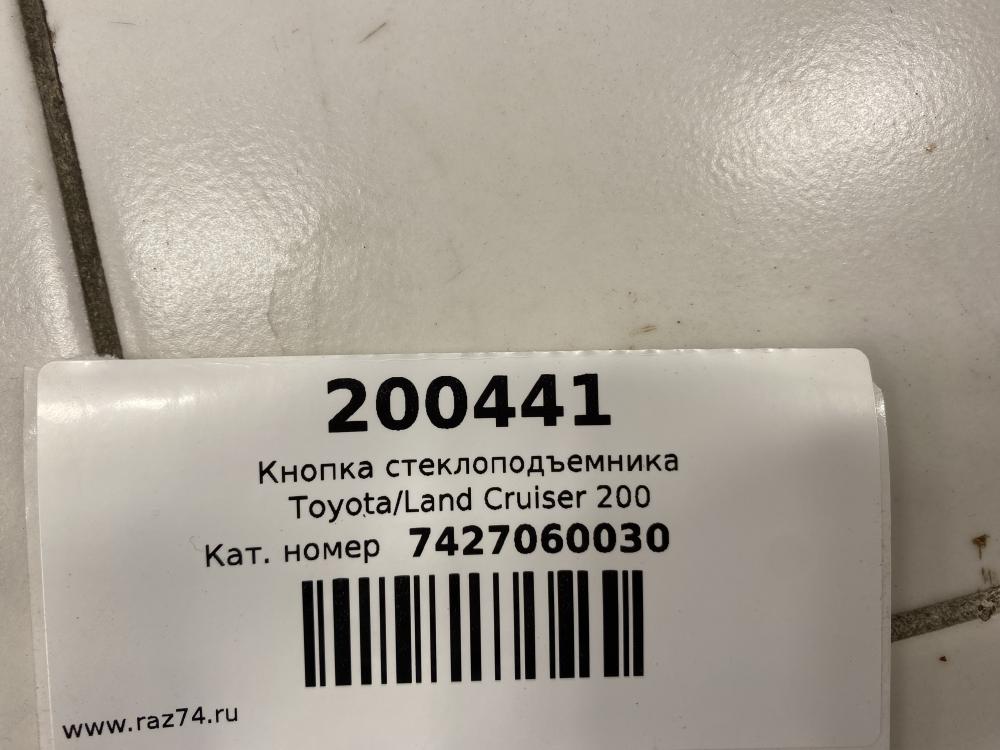 200441
Кнопка стеклоподъемника
Toyota/Land Cruiser 200
Кат. номер 7427060030
www.raz74.ru